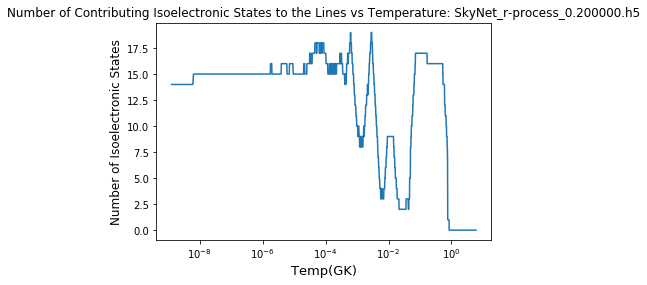 Number of Contributing Isoelectronic States to the Lines vs Temperature: SkyNet_r-process_0.200000.h5
Number of Isoelectronic States
17.5
15.0
12.5
10.0
7.5
5.0
2.5
0.0
10⁻⁸ 10⁻⁶ 10⁻⁴ 10⁻² 10⁰
Temp(GK)